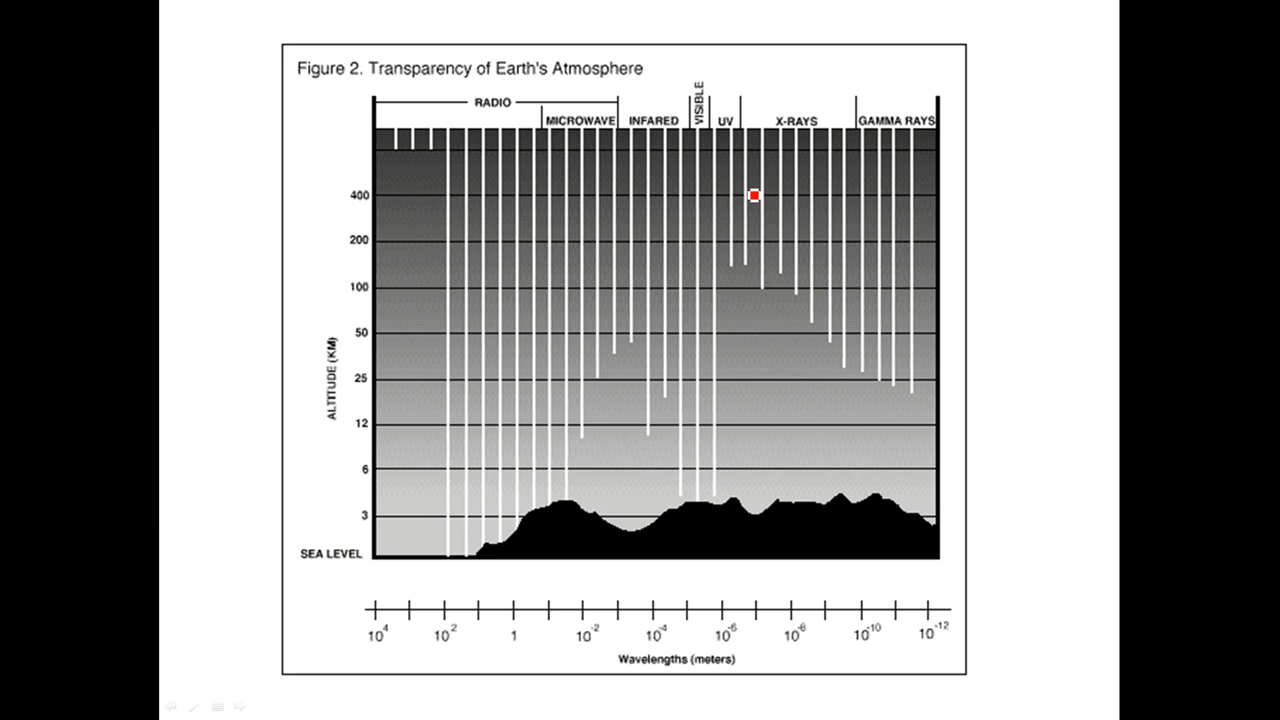 Figure 2. Transparency of Earth's Atmosphere
RADIO
MICROWAVE
INFARED
VISIBLE
UV
X-RAYS
GAMMA RAYS
400
200
100
50
25
12
6
3
SEA LEVEL
ALTITUDE (KM)
10⁴ 10² 1 10⁻² 10⁻⁴ 10⁻⁶ 10⁻⁸ 10⁻¹⁰ 10⁻¹²
Wavelengths (meters)